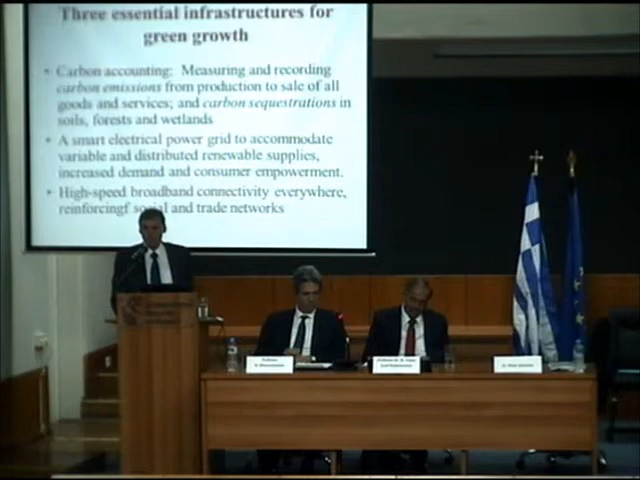 Three essential infrastructures for
green growth
• Carbon accounting: Measuring and recording
carbon emissions from production to sale of all
goods and services; and carbon sequestrations in
soils, forests and wetlands
• A smart electrical power grid to accommodate
variable and distributed renewable supplies,
increased demand and consumer empowerment.
• High-speed broadband connectivity everywhere,
reinforcingf social and trade networks